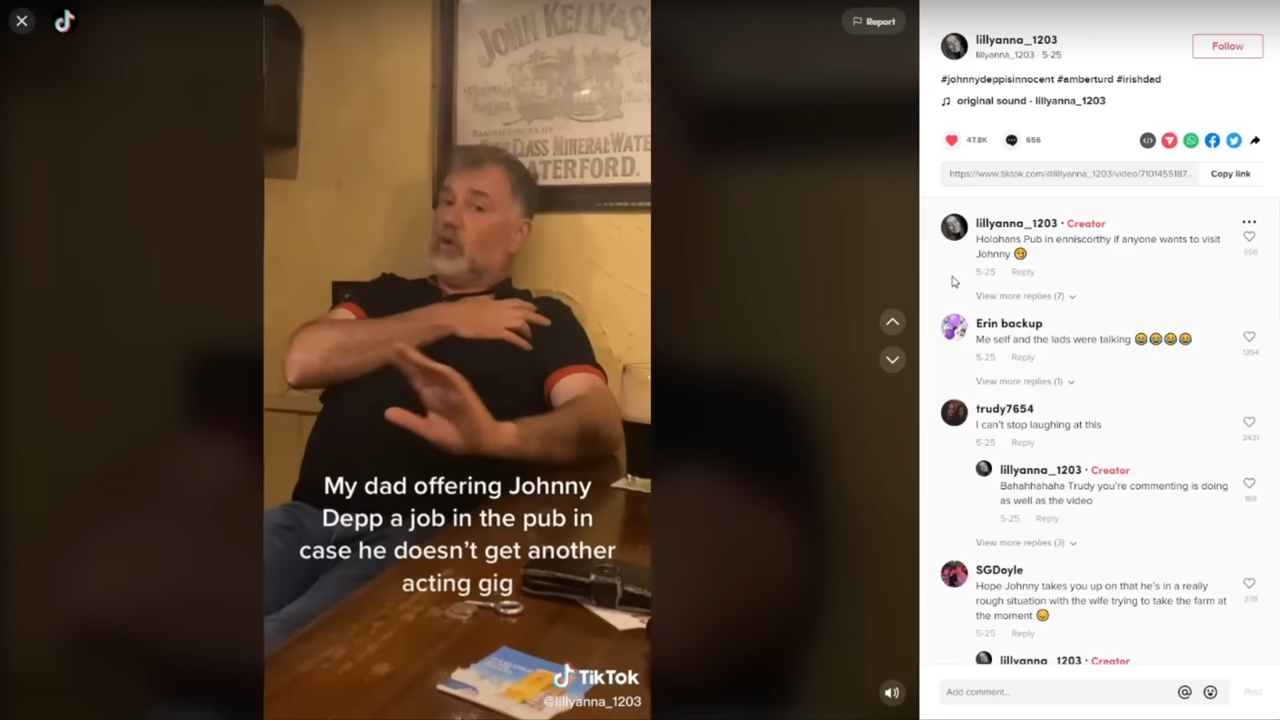 JOHN KELLY & S
CLASS MINERAL WATE
WATERFORD.
My dad offering Johnny
Depp a job in the pub in
case he doesn't get another
acting gig
TikTok
@lillyanna_1203
Report
lillyanna_1203
lillyanna_1203 · 5-25
Follow
#johnnydeppisinnocent #amberturd #irishdad
original sound - lillyanna_1203
47.8K
656
https://www.tiktok.com/@lillyanna_1203/video/7101455187...
Copy link
lillyanna_1203 · Creator
Holohans Pub in enniscorthy if anyone wants to visit
Johnny 🥴
656
5-25 Reply
View more replies (7)
Erin backup
Me self and the lads were talking 😂😂😂😂
1354
5-25 Reply
View more replies (1)
trudy7654
I can't stop laughing at this
2431
5-25 Reply
lillyanna_1203 · Creator
Bahahhahaha Trudy you're commenting is doing
as well as the video
169
5-25 Reply
View more replies (3)
SGDoyle
Hope Johnny takes you up on that he's in a really
rough situation with the wife trying to take the farm at
the moment 😞
278
5-25 Reply
lillyanna_1203 · Creator
Add comment...
Post